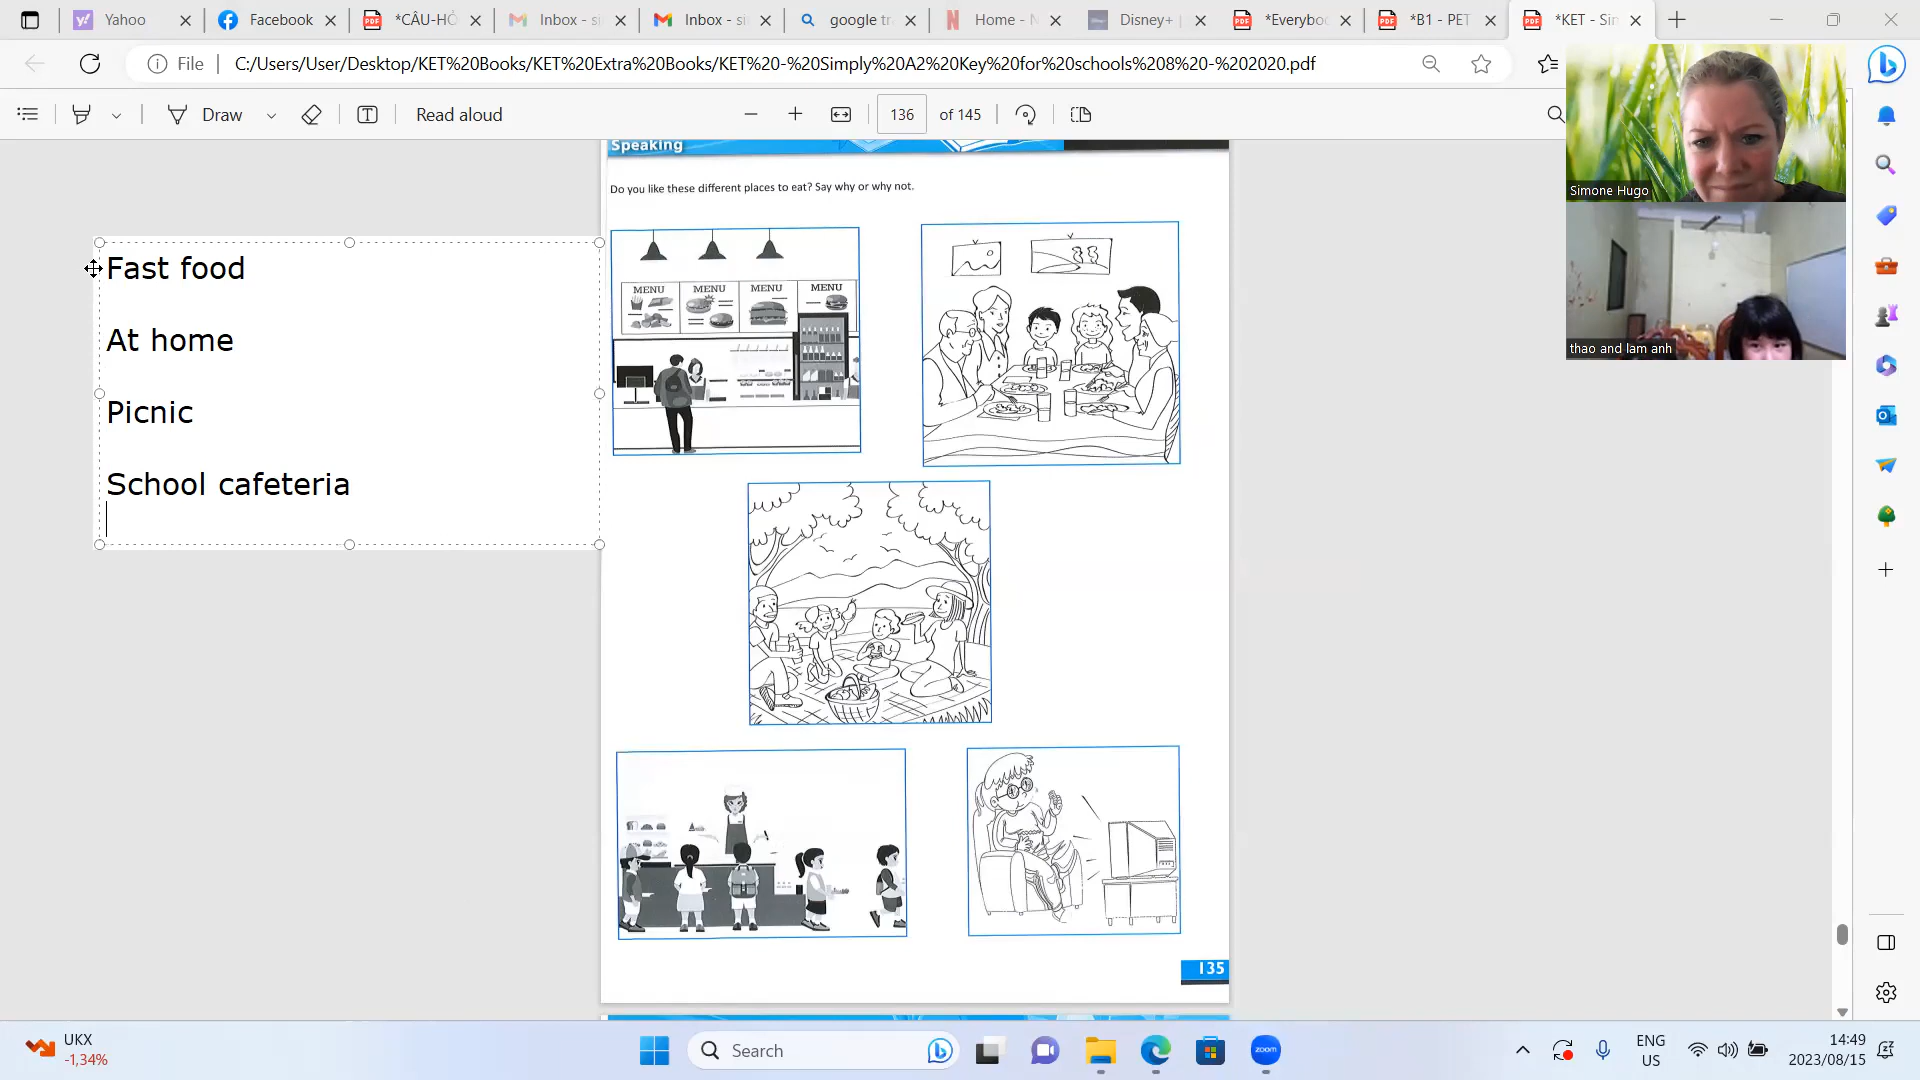 Yahoo
Facebook
*CÂU-HỎ
Inbox - si
Inbox - si
google tr
Home - N
Disney+ |
*Everybo
*B1 - PET
*KET - Sin
File
C:/Users/User/Desktop/KET%20Books/KET%20Extra%20Books/KET%20-%20Simply%20A2%20Key%20for%20schools%208%20-%202020.pdf
Draw
Read aloud
136
of 145
Speaking
Do you like these different places to eat? Say why or why not.
Simone Hugo
thao and lam anh
MENU
MENU
MENU
MENU
Fast food
At home
Picnic
School cafeteria
135
UKX
-1,34%
Search
zoom
ENG
US
14:49
2023/08/15